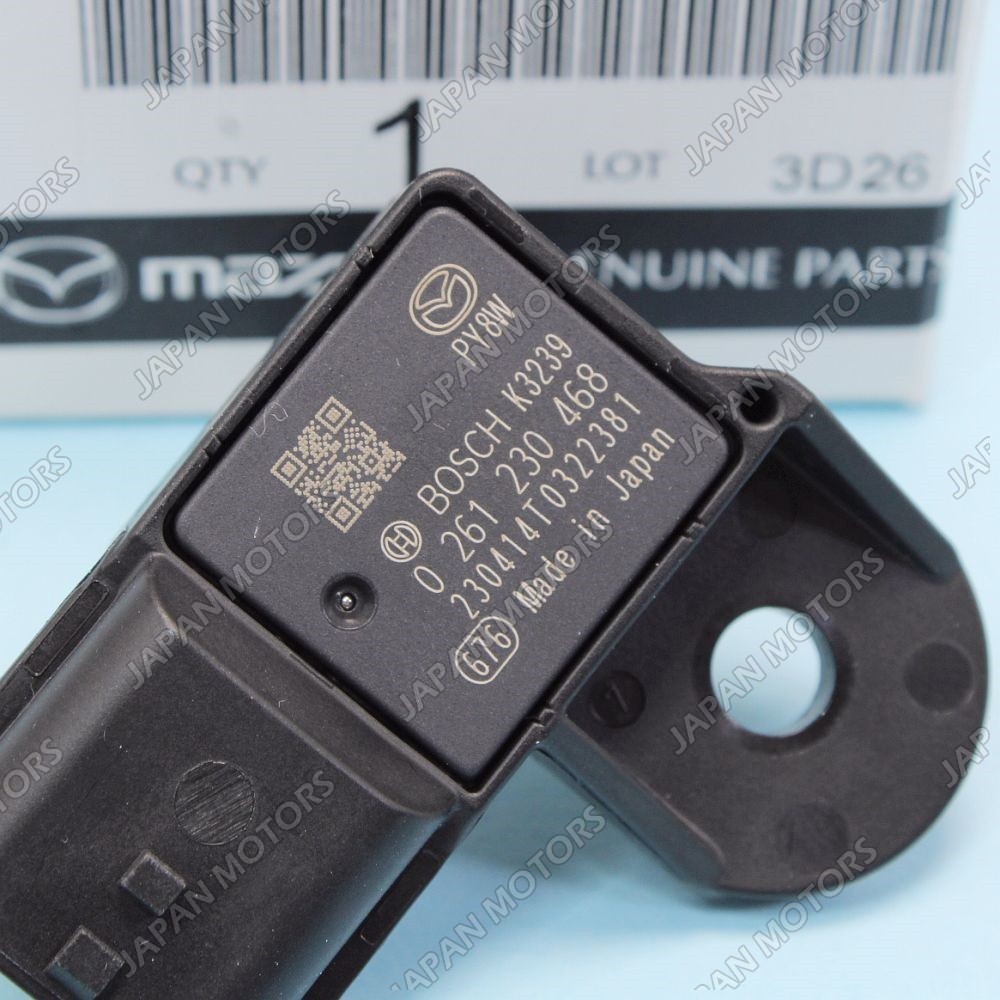 QTY 1 LOT 3D26
GENUINE PARTS
PY8W
BOSCH K3239
0 261 230 468
230414T0322381
676 Made in Japan
JAPAN MOTORS